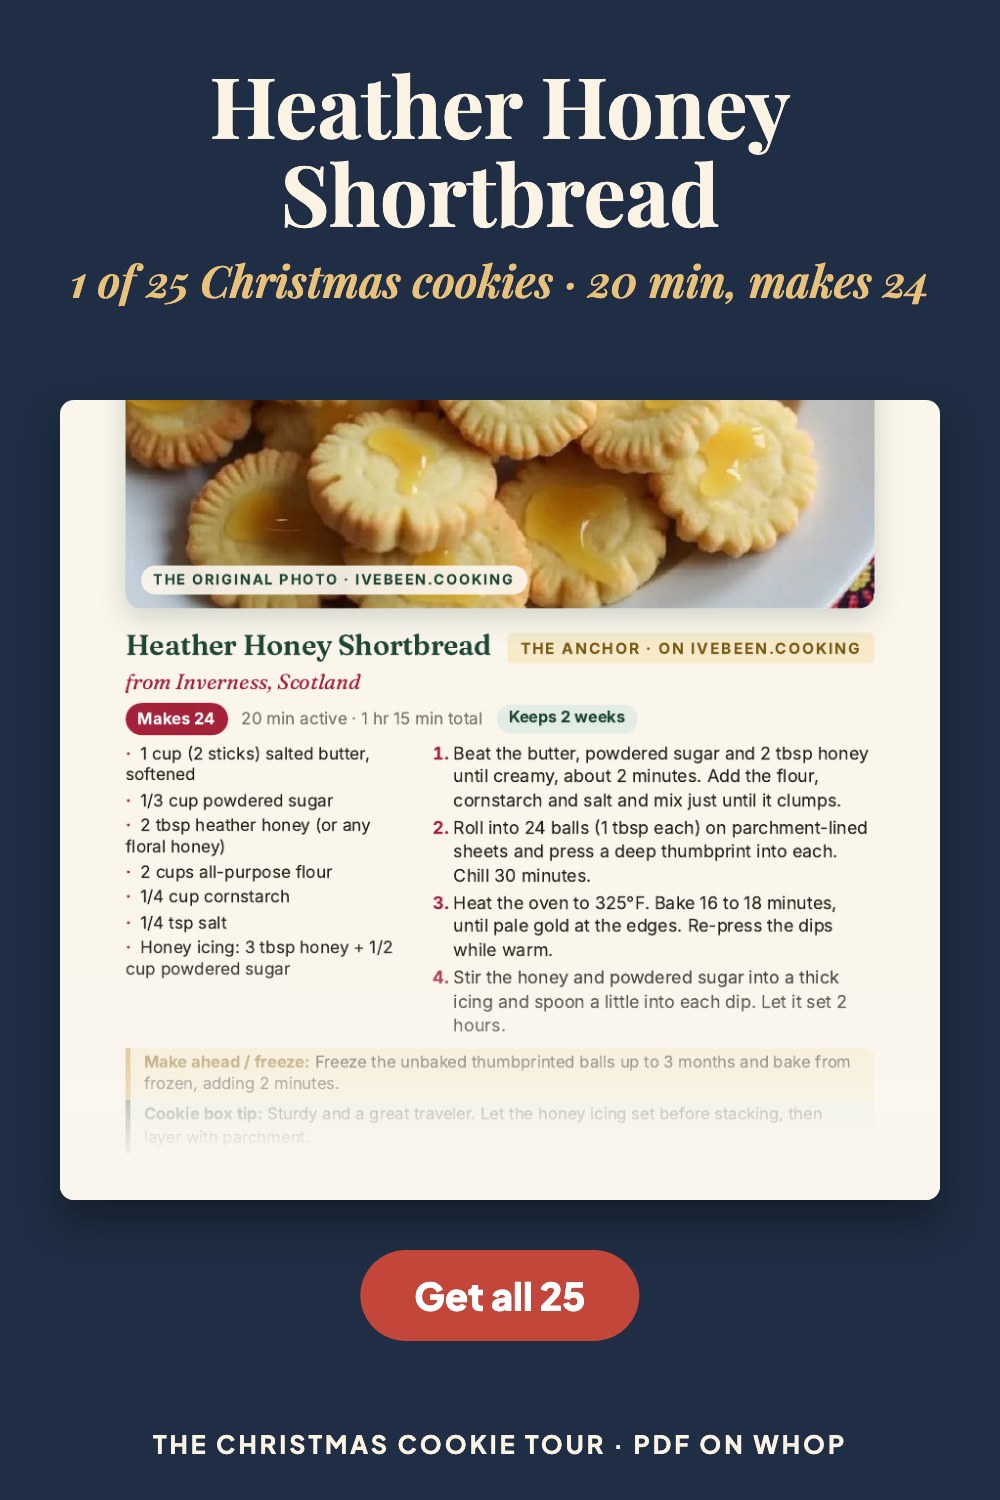 Heather Honey
Shortbread
1 of 25 Christmas cookies · 20 min, makes 24
THE ORIGINAL PHOTO · IVEBEEN.COOKING
Heather Honey Shortbread
THE ANCHOR · ON IVEBEEN.COOKING
from Inverness, Scotland
Makes 24
20 min active · 1 hr 15 min total
Keeps 2 weeks
· 1 cup (2 sticks) salted butter,
softened
· 1/3 cup powdered sugar
· 2 tbsp heather honey (or any
floral honey)
· 2 cups all-purpose flour
· 1/4 cup cornstarch
· 1/4 tsp salt
· Honey icing: 3 tbsp honey + 1/2
cup powdered sugar
1. Beat the butter, powdered sugar and 2 tbsp honey
until creamy, about 2 minutes. Add the flour,
cornstarch and salt and mix just until it clumps.
2. Roll into 24 balls (1 tbsp each) on parchment-lined
sheets and press a deep thumbprint into each.
Chill 30 minutes.
3. Heat the oven to 325°F. Bake 16 to 18 minutes,
until pale gold at the edges. Re-press the dips
while warm.
4. Stir the honey and powdered sugar into a thick
icing and spoon a little into each dip. Let it set 2
hours.
Make ahead / freeze: Freeze the unbaked thumbprinted balls up to 3 months and bake from
frozen, adding 2 minutes.
Cookie box tip: Sturdy and a great traveler. Let the honey icing set before stacking, then
layer with parchment.
Get all 25
THE CHRISTMAS COOKIE TOUR · PDF ON WHOP